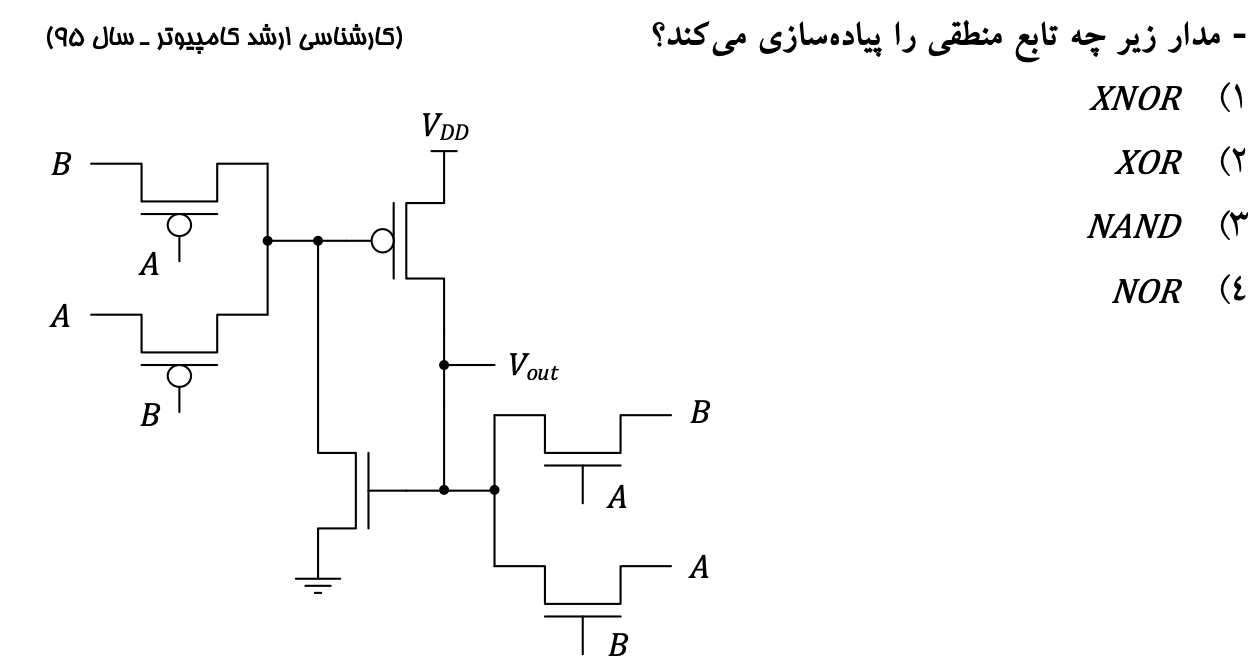 - مدار زیر چه تابع منطقی را پیاده‌سازی می‌کند؟ (کارشناسی ارشد کامپیوتر ـ سال ۹۵)
۱) XNOR
۲) XOR
۳) NAND
٤) NOR
V_DD
B
A
A
B
V_out
B
A
A
B